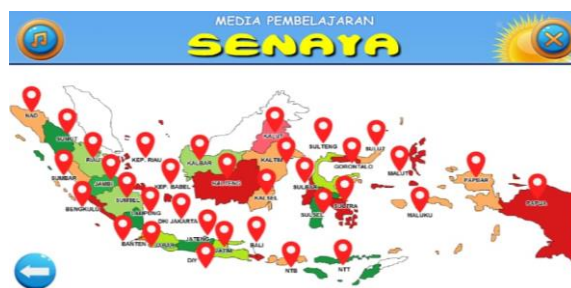 MEDIA PEMBELAJARAN
SENAYA
NAD
SUMUT
RIAU
KEP. RIAU
KALBAR
KALTIM
SULTENG
SULUT
GORONTALO
MALUT
PAPBAR
SUMBAR
JAMBI
KEP. BABEL
KALTENG
SULBAR
PAPUA
BENGKULU
SUMSEL
KALSEL
SULTRA
LAMPUNG
DKI JAKARTA
SULSEL
MALUKU
BANTEN
JABAR
JATENG
JATIM
BALI
DIY
NTB
NTT